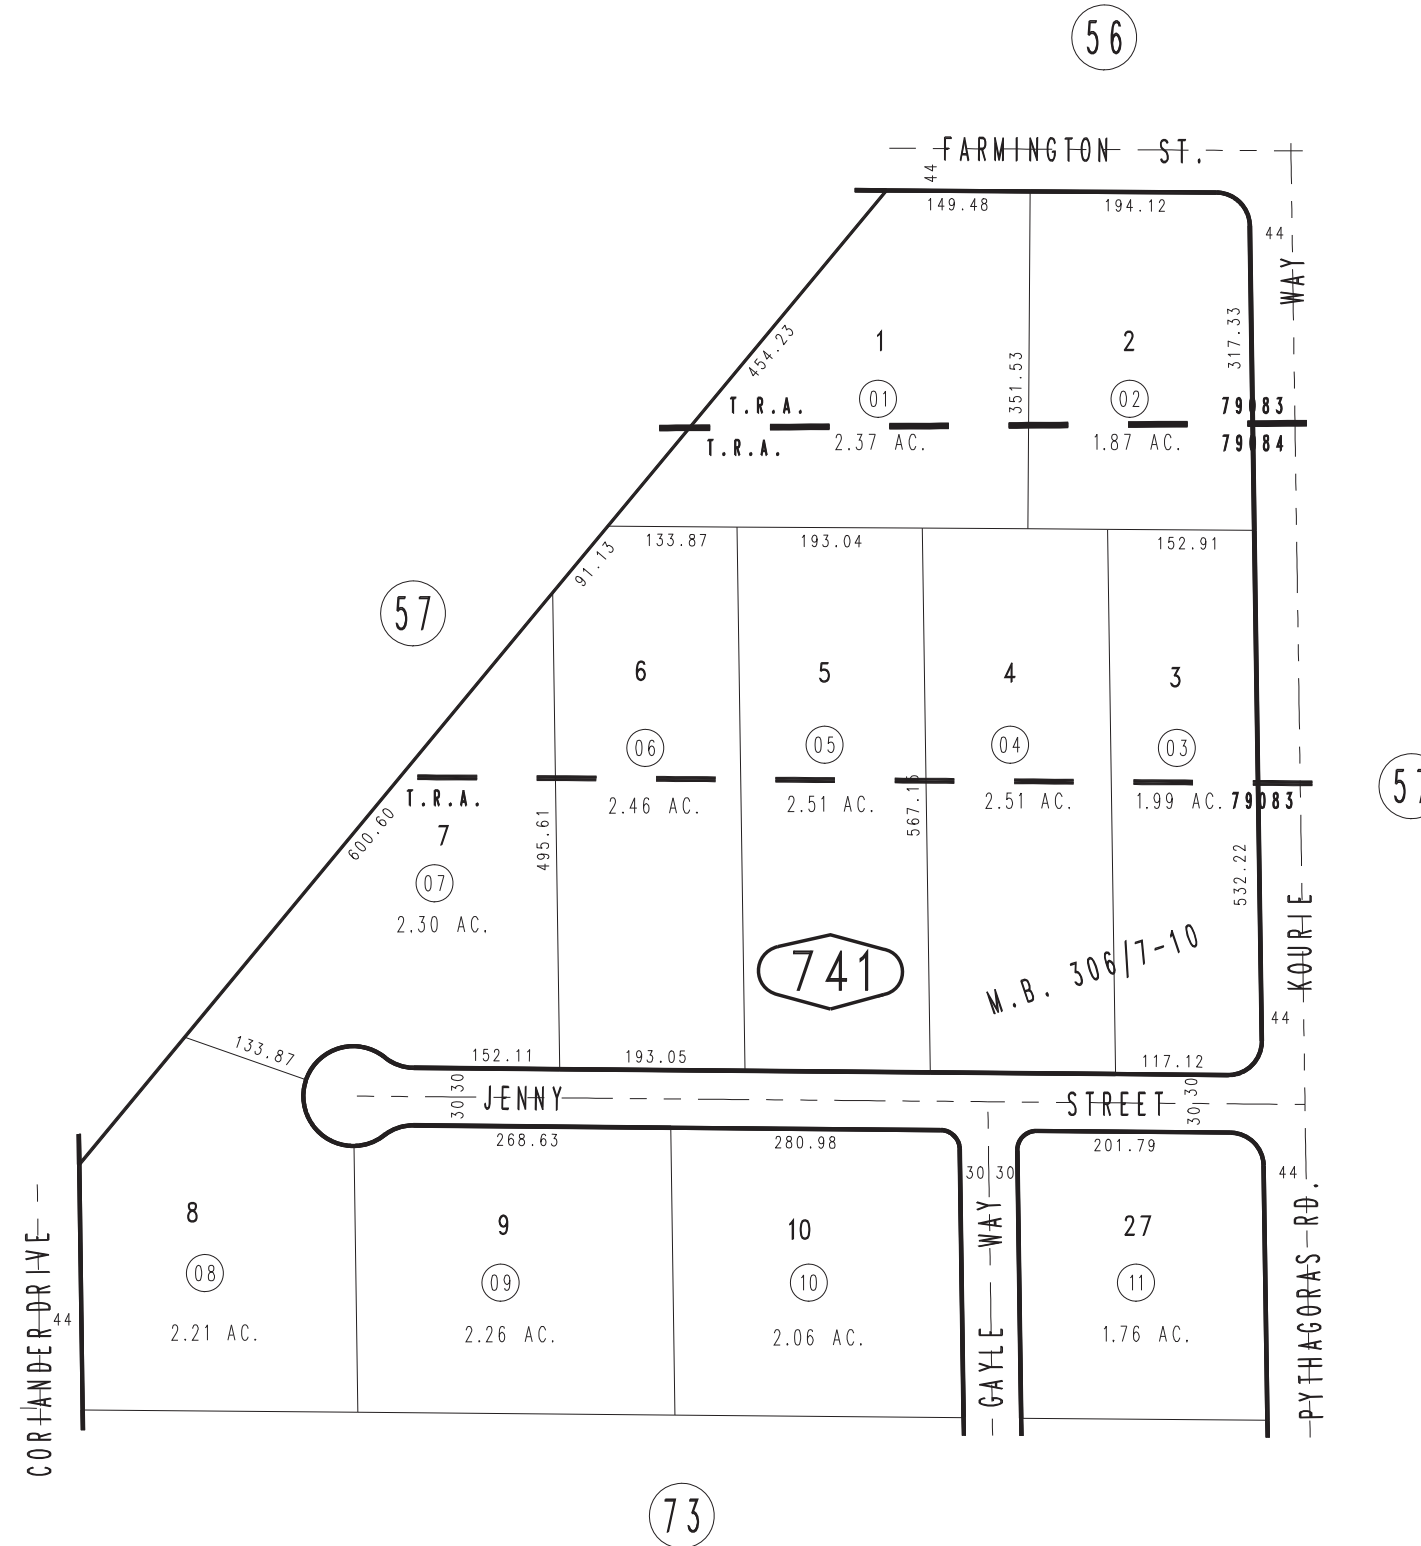 56
FARMINGTON ST.
44
149.48
194.12
44
WAY
454.23
1
01
2.37 AC.
351.53
2
02
1.87 AC.
317.33
T.R.A.
79083
T.R.A.
79084
133.87
193.04
152.91
91.13
57
6
06
2.46 AC.
5
05
2.51 AC.
4
04
2.51 AC.
3
03
1.99 AC.
T.R.A.
79083
57
600.60
7
07
2.30 AC.
495.61
532.22
KOURIE
741
M.B. 306/7-10
44
133.87
152.11
193.05
117.12
30 30
JENNY STREET
30 30
268.63
280.98
201.79
30 30
44
8
08
2.21 AC.
9
09
2.26 AC.
10
10
2.06 AC.
27
11
1.76 AC.
CORIANDER DRIVE
44
GAYLE WAY
PYTHAGORAS RD.
73